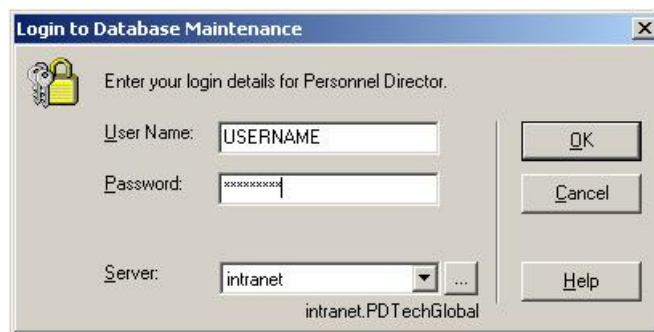 Login to Database Maintenance
Enter your login details for Personnel Director.
User Name: USERNAME
OK
Password: *********
Cancel
Server: intranet ...
Help
intranet.PDTechGlobal